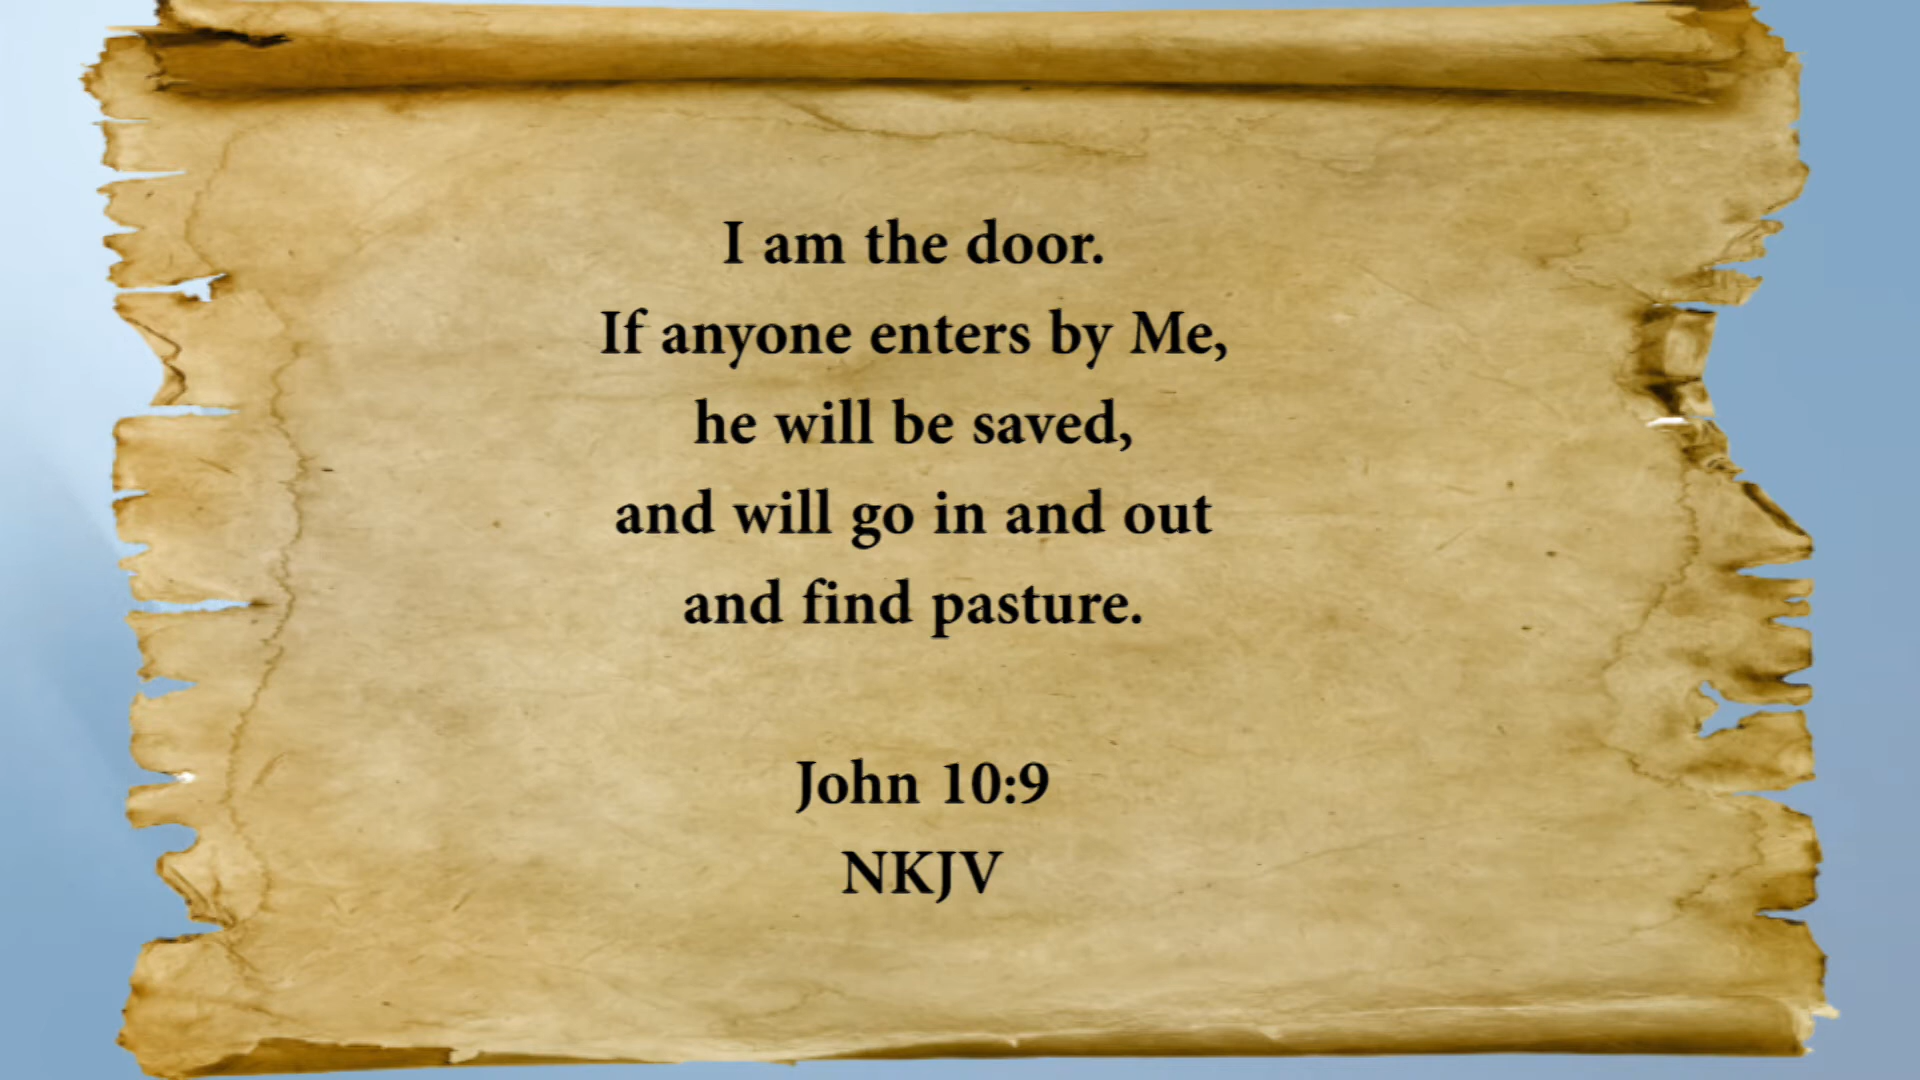 I am the door.
If anyone enters by Me,
he will be saved,
and will go in and out
and find pasture.
John 10:9
NKJV